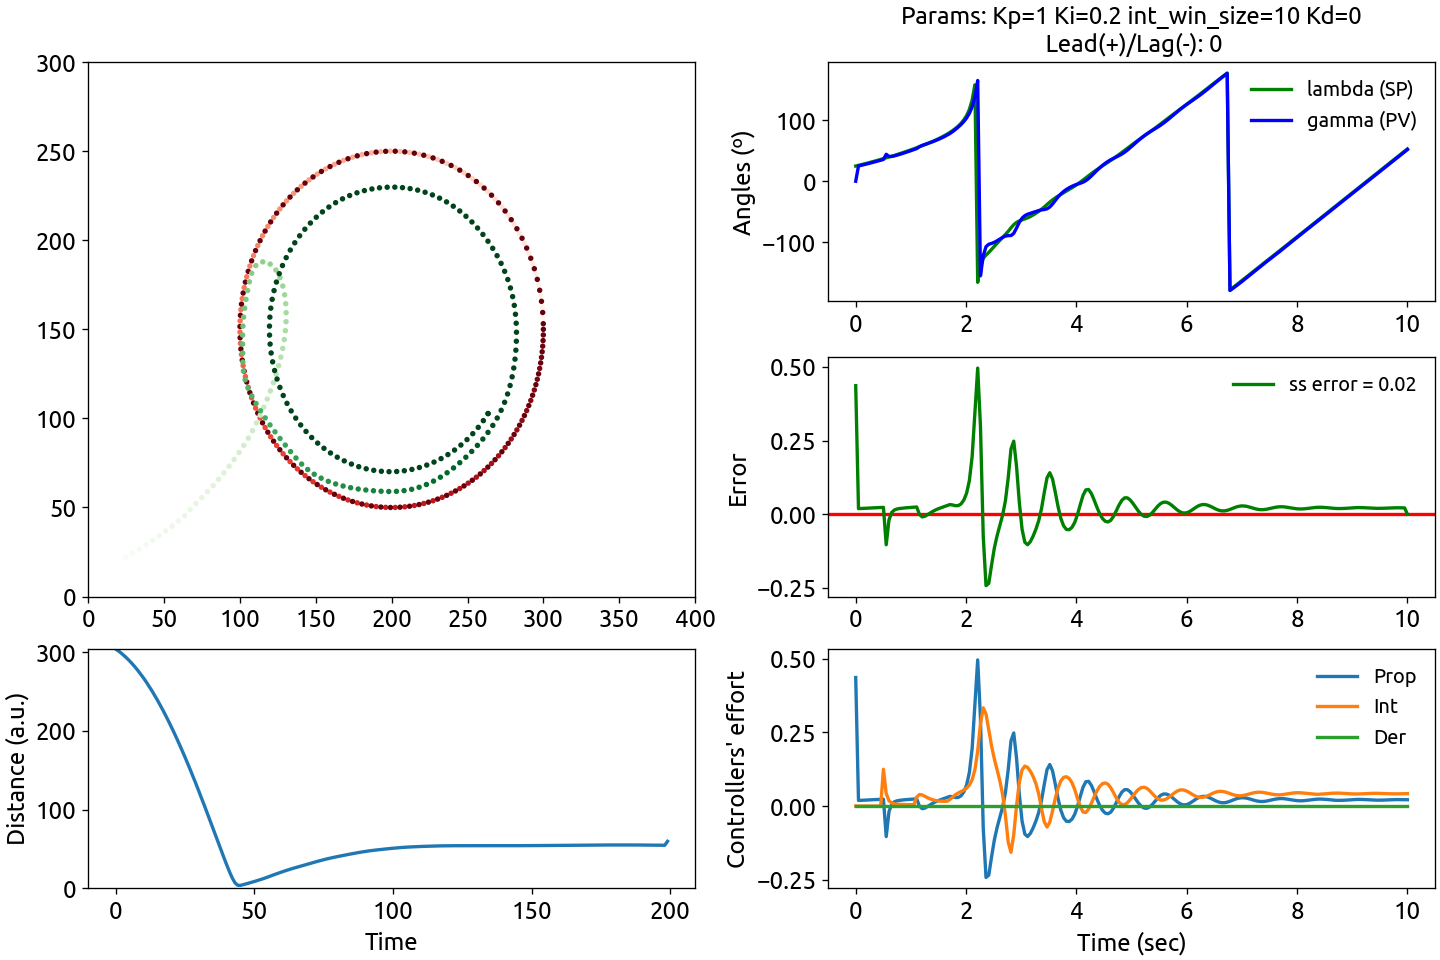 Params: Kp=1 Ki=0.2 int_win_size=10 Kd=0
Lead(+)/Lag(-): 0
300
250
200
150
100
50
0
0 50 100 150 200 250 300 350 400
Angles (º)
100
0
−100
lambda (SP)
gamma (PV)
0 2 4 6 8 10
Error
0.50
0.25
0.00
−0.25
ss error = 0.02
0 2 4 6 8 10
Distance (a.u.)
300
200
100
0
0 50 100 150 200
Time
Controllers' effort
0.50
0.25
0.00
−0.25
Prop
Int
Der
0 2 4 6 8 10
Time (sec)